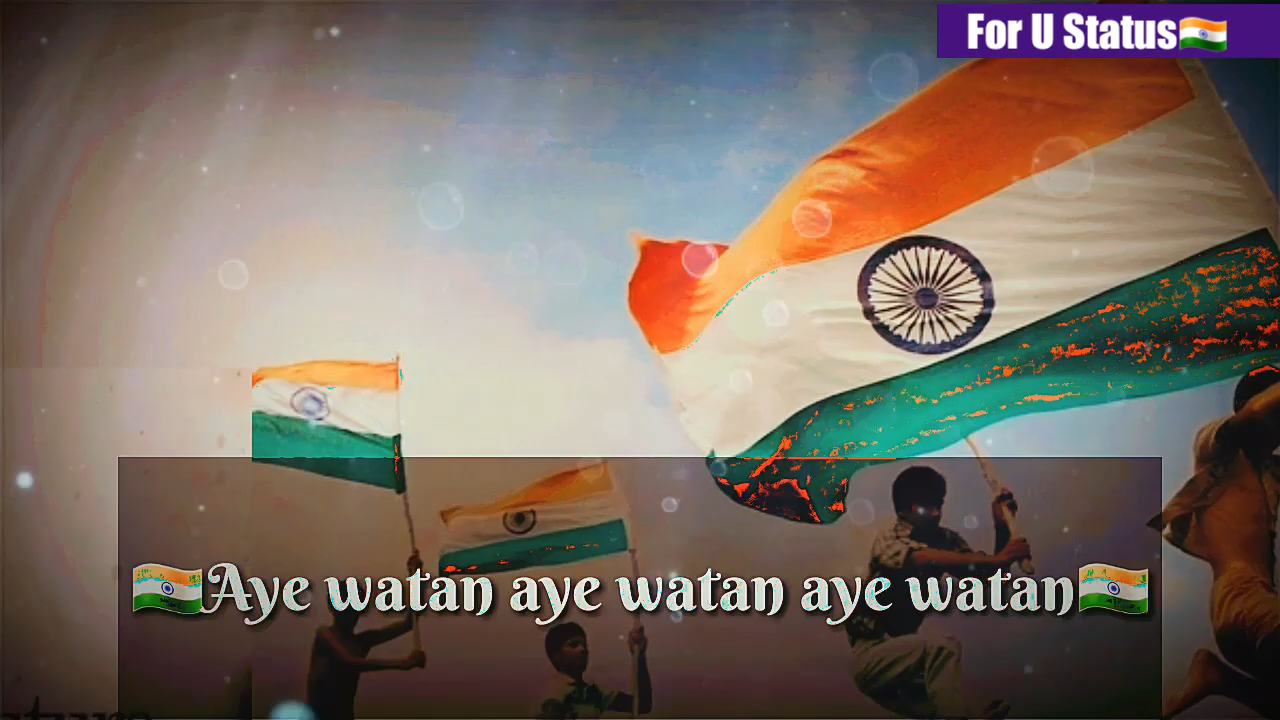 For U Status🇮🇳
🇮🇳Aye watan aye watan aye watan🇮🇳